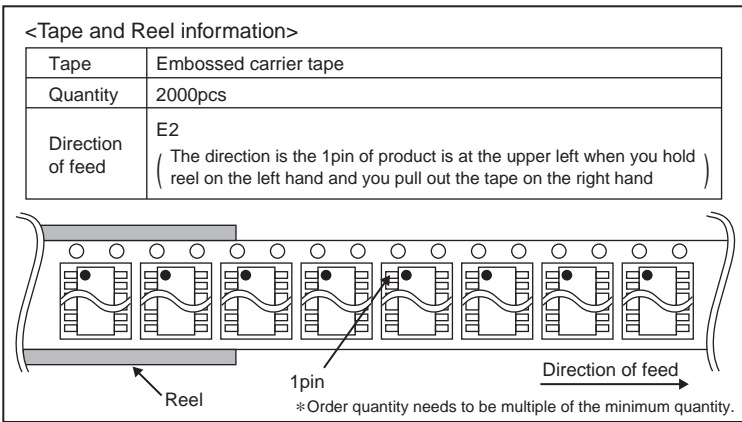 <Tape and Reel information>
Tape Embossed carrier tape
Quantity 2000pcs
Direction of feed E2
( The direction is the 1pin of product is at the upper left when you hold
reel on the left hand and you pull out the tape on the right hand )
Direction of feed
1pin
Reel
*Order quantity needs to be multiple of the minimum quantity.